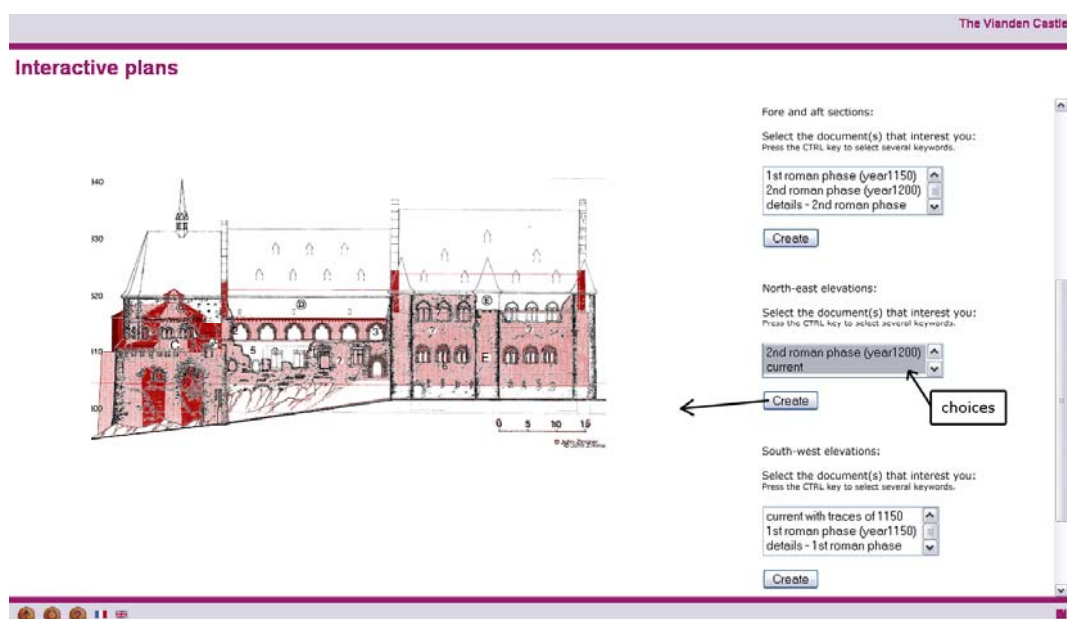 The Vianden Castle
Interactive plans
Fore and aft sections:
Select the document(s) that interest you:
Press the CTRL key to select several keywords.
1st roman phase (year1150)
2nd roman phase (year1200)
details - 2nd roman phase
Create
North-east elevations:
Select the document(s) that interest you:
Press the CTRL key to select several keywords.
2nd roman phase (year1200)
current
Create
choices
South-west elevations:
Select the document(s) that interest you:
Press the CTRL key to select several keywords.
current with traces of 1150
1st roman phase (year1150)
details - 1st roman phase
Create
340
330
320
310
300
D
E
C
F
5
3
7
0 5 10 15